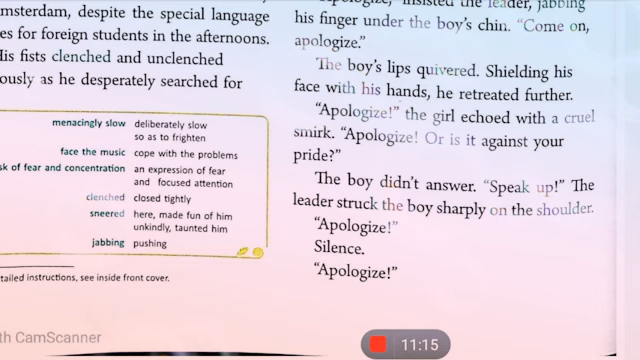 msterdam, despite the special language
es for foreign students in the afternoons.
His fists clenched and unclenched
ously as he desperately searched for
menacingly slow deliberately slow
so as to frighten
face the music cope with the problems
sk of fear and concentration an expression of fear
and focused attention
clenched closed tightly
sneered here, made fun of him
unkindly, taunted him
jabbing pushing
tailed instructions, see inside front cover.
th CamScanner
insisted the leader, jabbing
his finger under the boy's chin. "Come on,
apologize."
The boy's lips quivered. Shielding his
face with his hands, he retreated further.
"Apologize!" the girl echoed with a cruel
smirk. "Apologize! Or is it against your
pride?"
The boy didn't answer. "Speak up!" The
leader struck the boy sharply on the shoulder.
"Apologize!"
Silence.
"Apologize!"
11:15